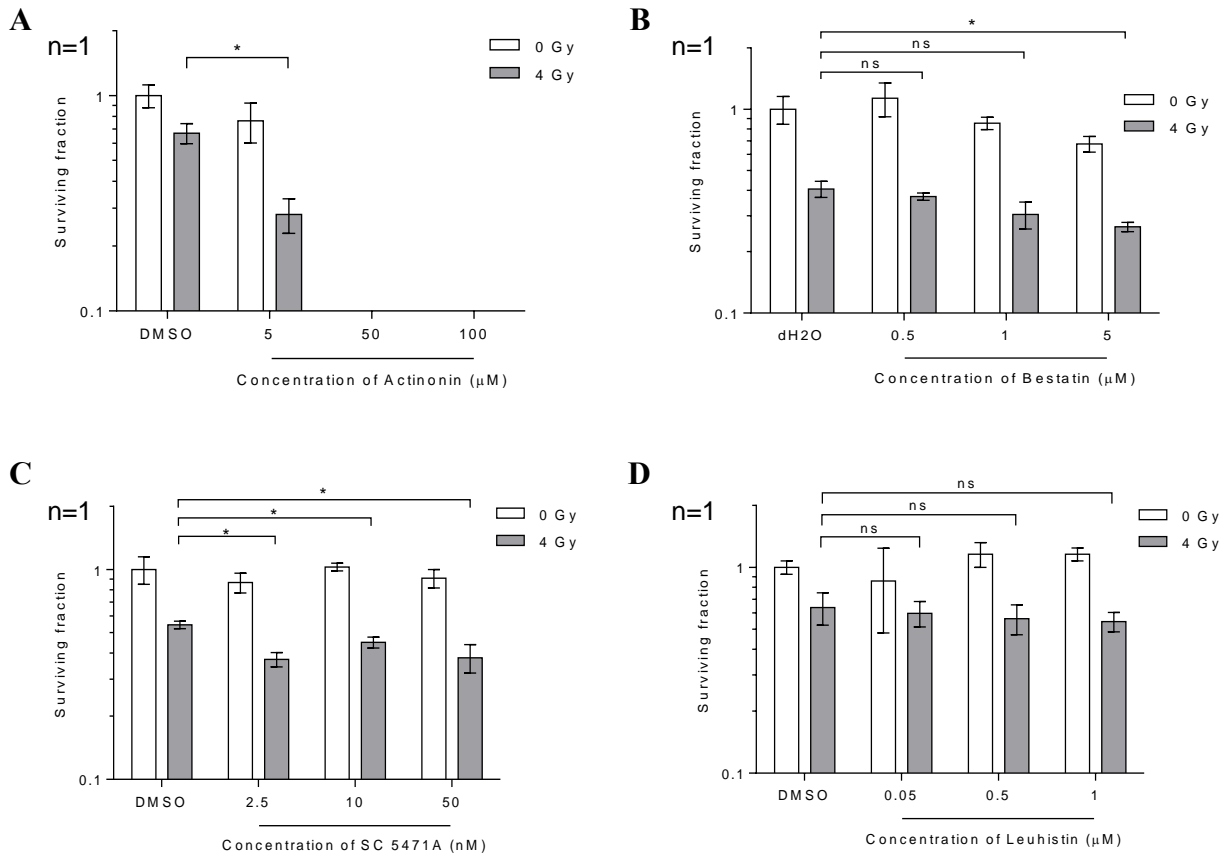 A
n=1
*
0 Gy
4 Gy
Surviving fraction
1
0.1
DMSO 5 50 100
Concentration of Actinonin (μM)
B
n=1
*
ns
ns
0 Gy
4 Gy
Surviving fraction
1
0.1
dH2O 0.5 1 5
Concentration of Bestatin (μM)
C
n=1
*
*
*
0 Gy
4 Gy
Surviving fraction
1
0.1
DMSO 2.5 10 50
Concentration of SC 5471A (nM)
D
n=1
ns
ns
ns
0 Gy
4 Gy
Surviving fraction
1
0.1
DMSO 0.05 0.5 1
Concentration of Leuhistin (μM)